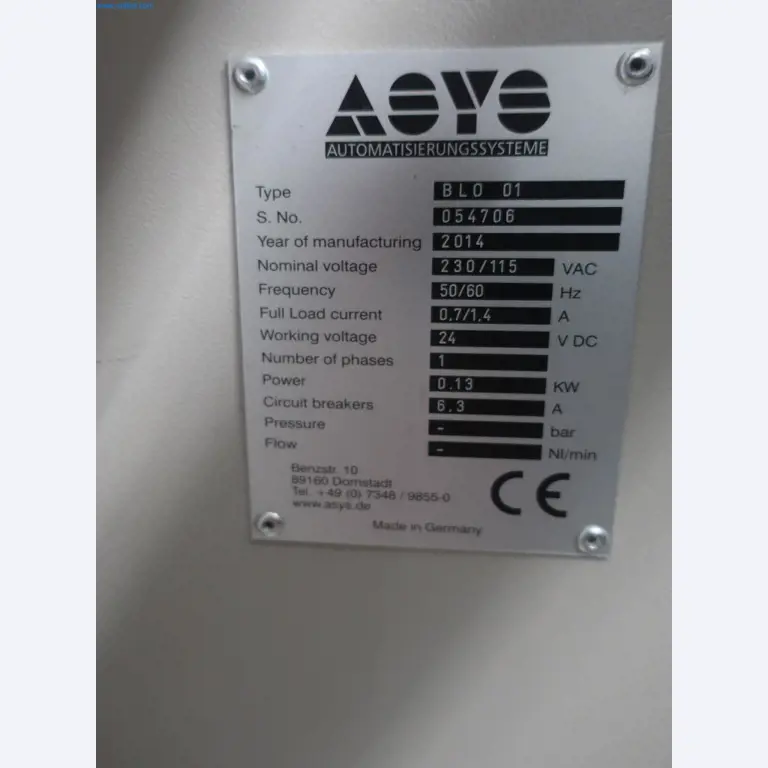 ASYS
AUTOMATISIERUNGSSYSTEME
Type BLO 01
S. No. 054706
Year of manufacturing 2014
Nominal voltage 230/115 VAC
Frequency 50/60 Hz
Full Load current 0,7/1,4 A
Working voltage 24 V DC
Number of phases 1
Power 0.13 KW
Circuit breakers 6,3 A
Pressure - bar
Flow - Nl/min
Benzstr. 10
89160 Dornstadt
Tel. +49 (0) 7348 / 9855-0
www.asys.de
CE
Made in Germany